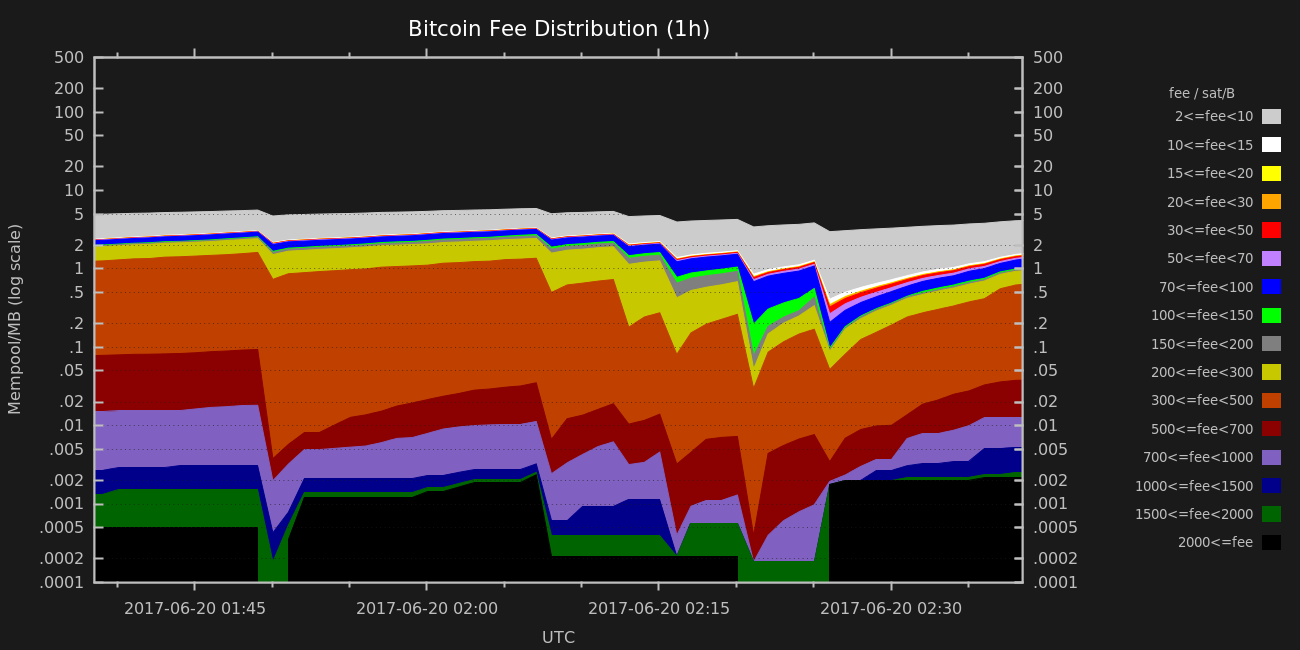 Bitcoin Fee Distribution (1h)
500 500
200 200
100 100
50 50
20 20
10 10
5 5
2 2
1 1
.5 .5
.2 .2
.1 .1
.05 .05
.02 .02
.01 .01
.005 .005
.002 .002
.001 .001
.0005 .0005
.0002 .0002
.0001 .0001
Mempool/MB (log scale)
2017-06-20 01:45 2017-06-20 02:00 2017-06-20 02:15 2017-06-20 02:30
UTC
fee / sat/B
2<=fee<10
10<=fee<15
15<=fee<20
20<=fee<30
30<=fee<50
50<=fee<70
70<=fee<100
100<=fee<150
150<=fee<200
200<=fee<300
300<=fee<500
500<=fee<700
700<=fee<1000
1000<=fee<1500
1500<=fee<2000
2000<=fee